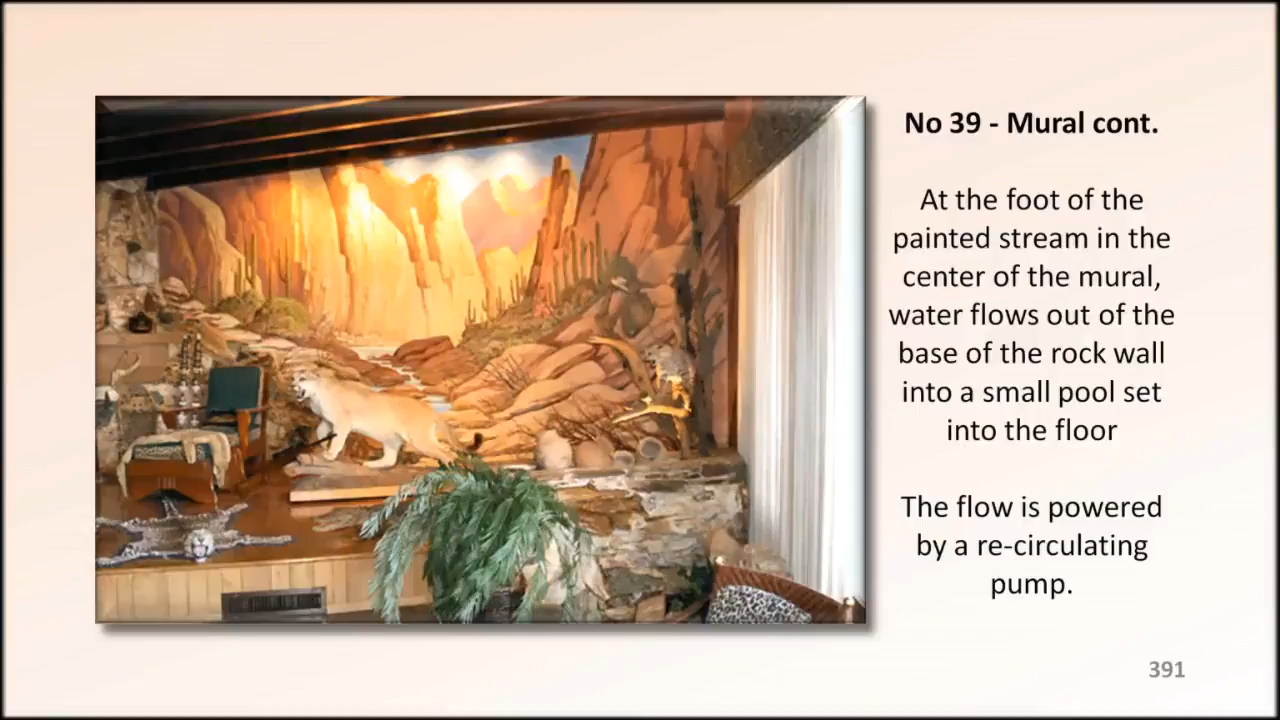 No 39 - Mural cont.
At the foot of the
painted stream in the
center of the mural,
water flows out of the
base of the rock wall
into a small pool set
into the floor
The flow is powered
by a re-circulating
pump.
391